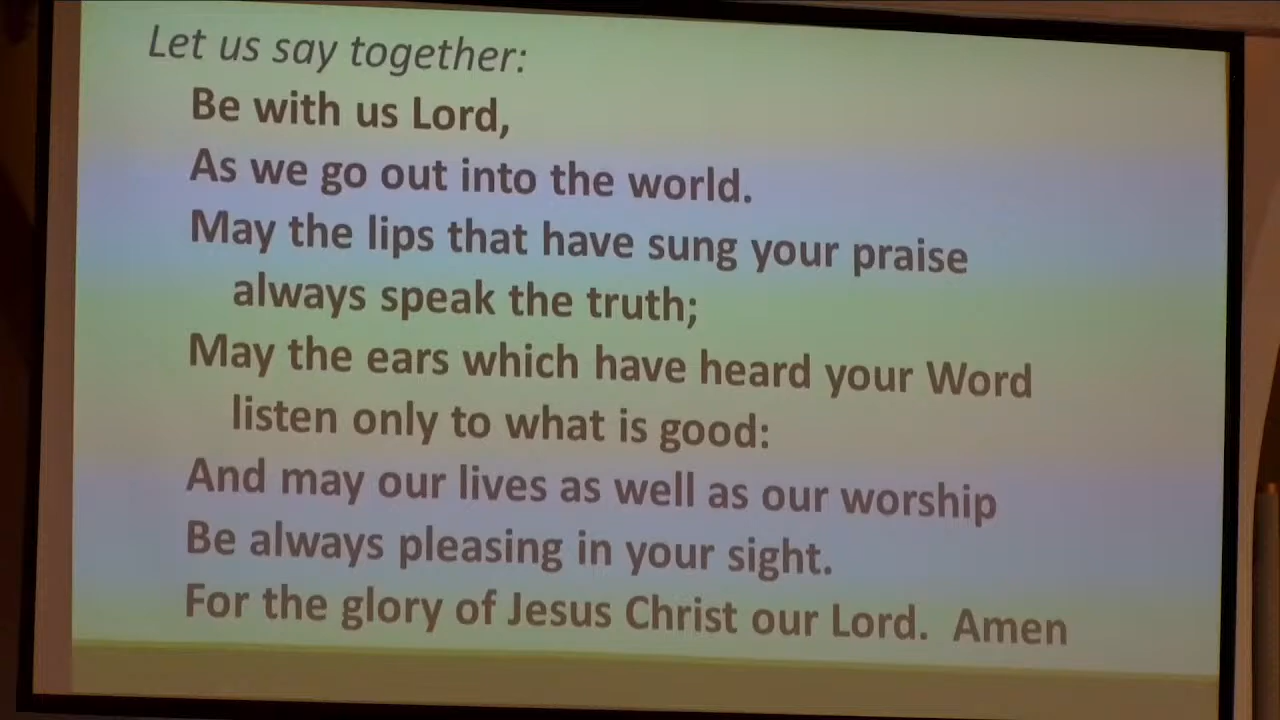 Let us say together:
Be with us Lord,
As we go out into the world.
May the lips that have sung your praise
always speak the truth;
May the ears which have heard your Word
listen only to what is good:
And may our lives as well as our worship
Be always pleasing in your sight.
For the glory of Jesus Christ our Lord.  Amen